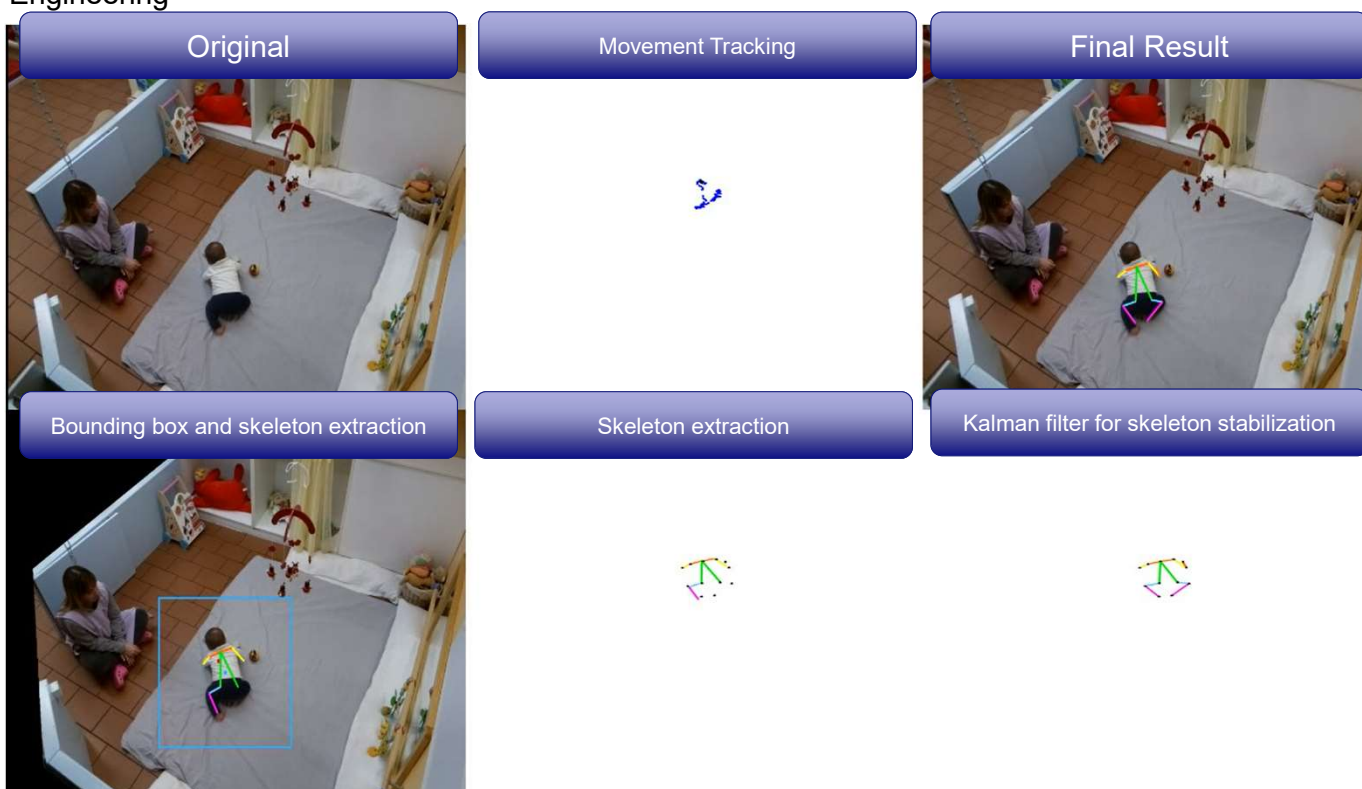 Engineering
Original
Movement Tracking
Final Result
Bounding box and skeleton extraction
Skeleton extraction
Kalman filter for skeleton stabilization